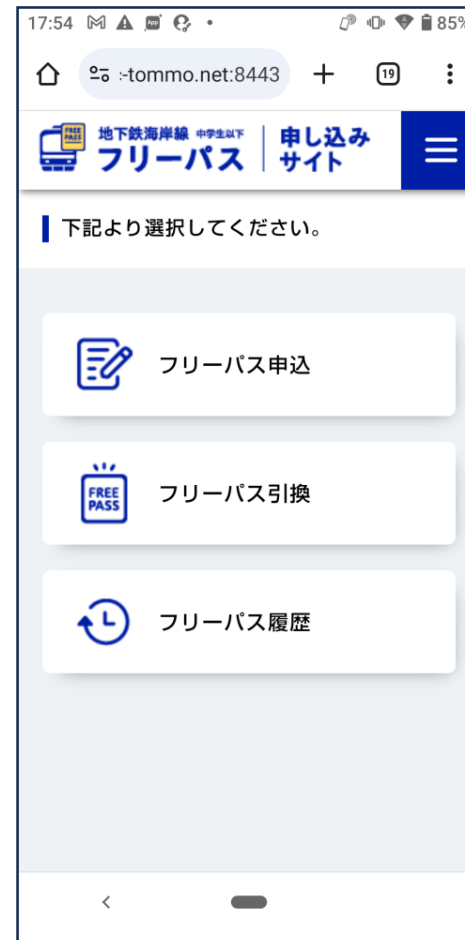 17:54
85%
:-tommo.net:8443
19
FREE PASS
地下鉄海岸線 中学生以下
フリーパス
申し込み
サイト
下記より選択してください。
フリーパス申込
FREE
PASS
フリーパス引換
フリーパス履歴